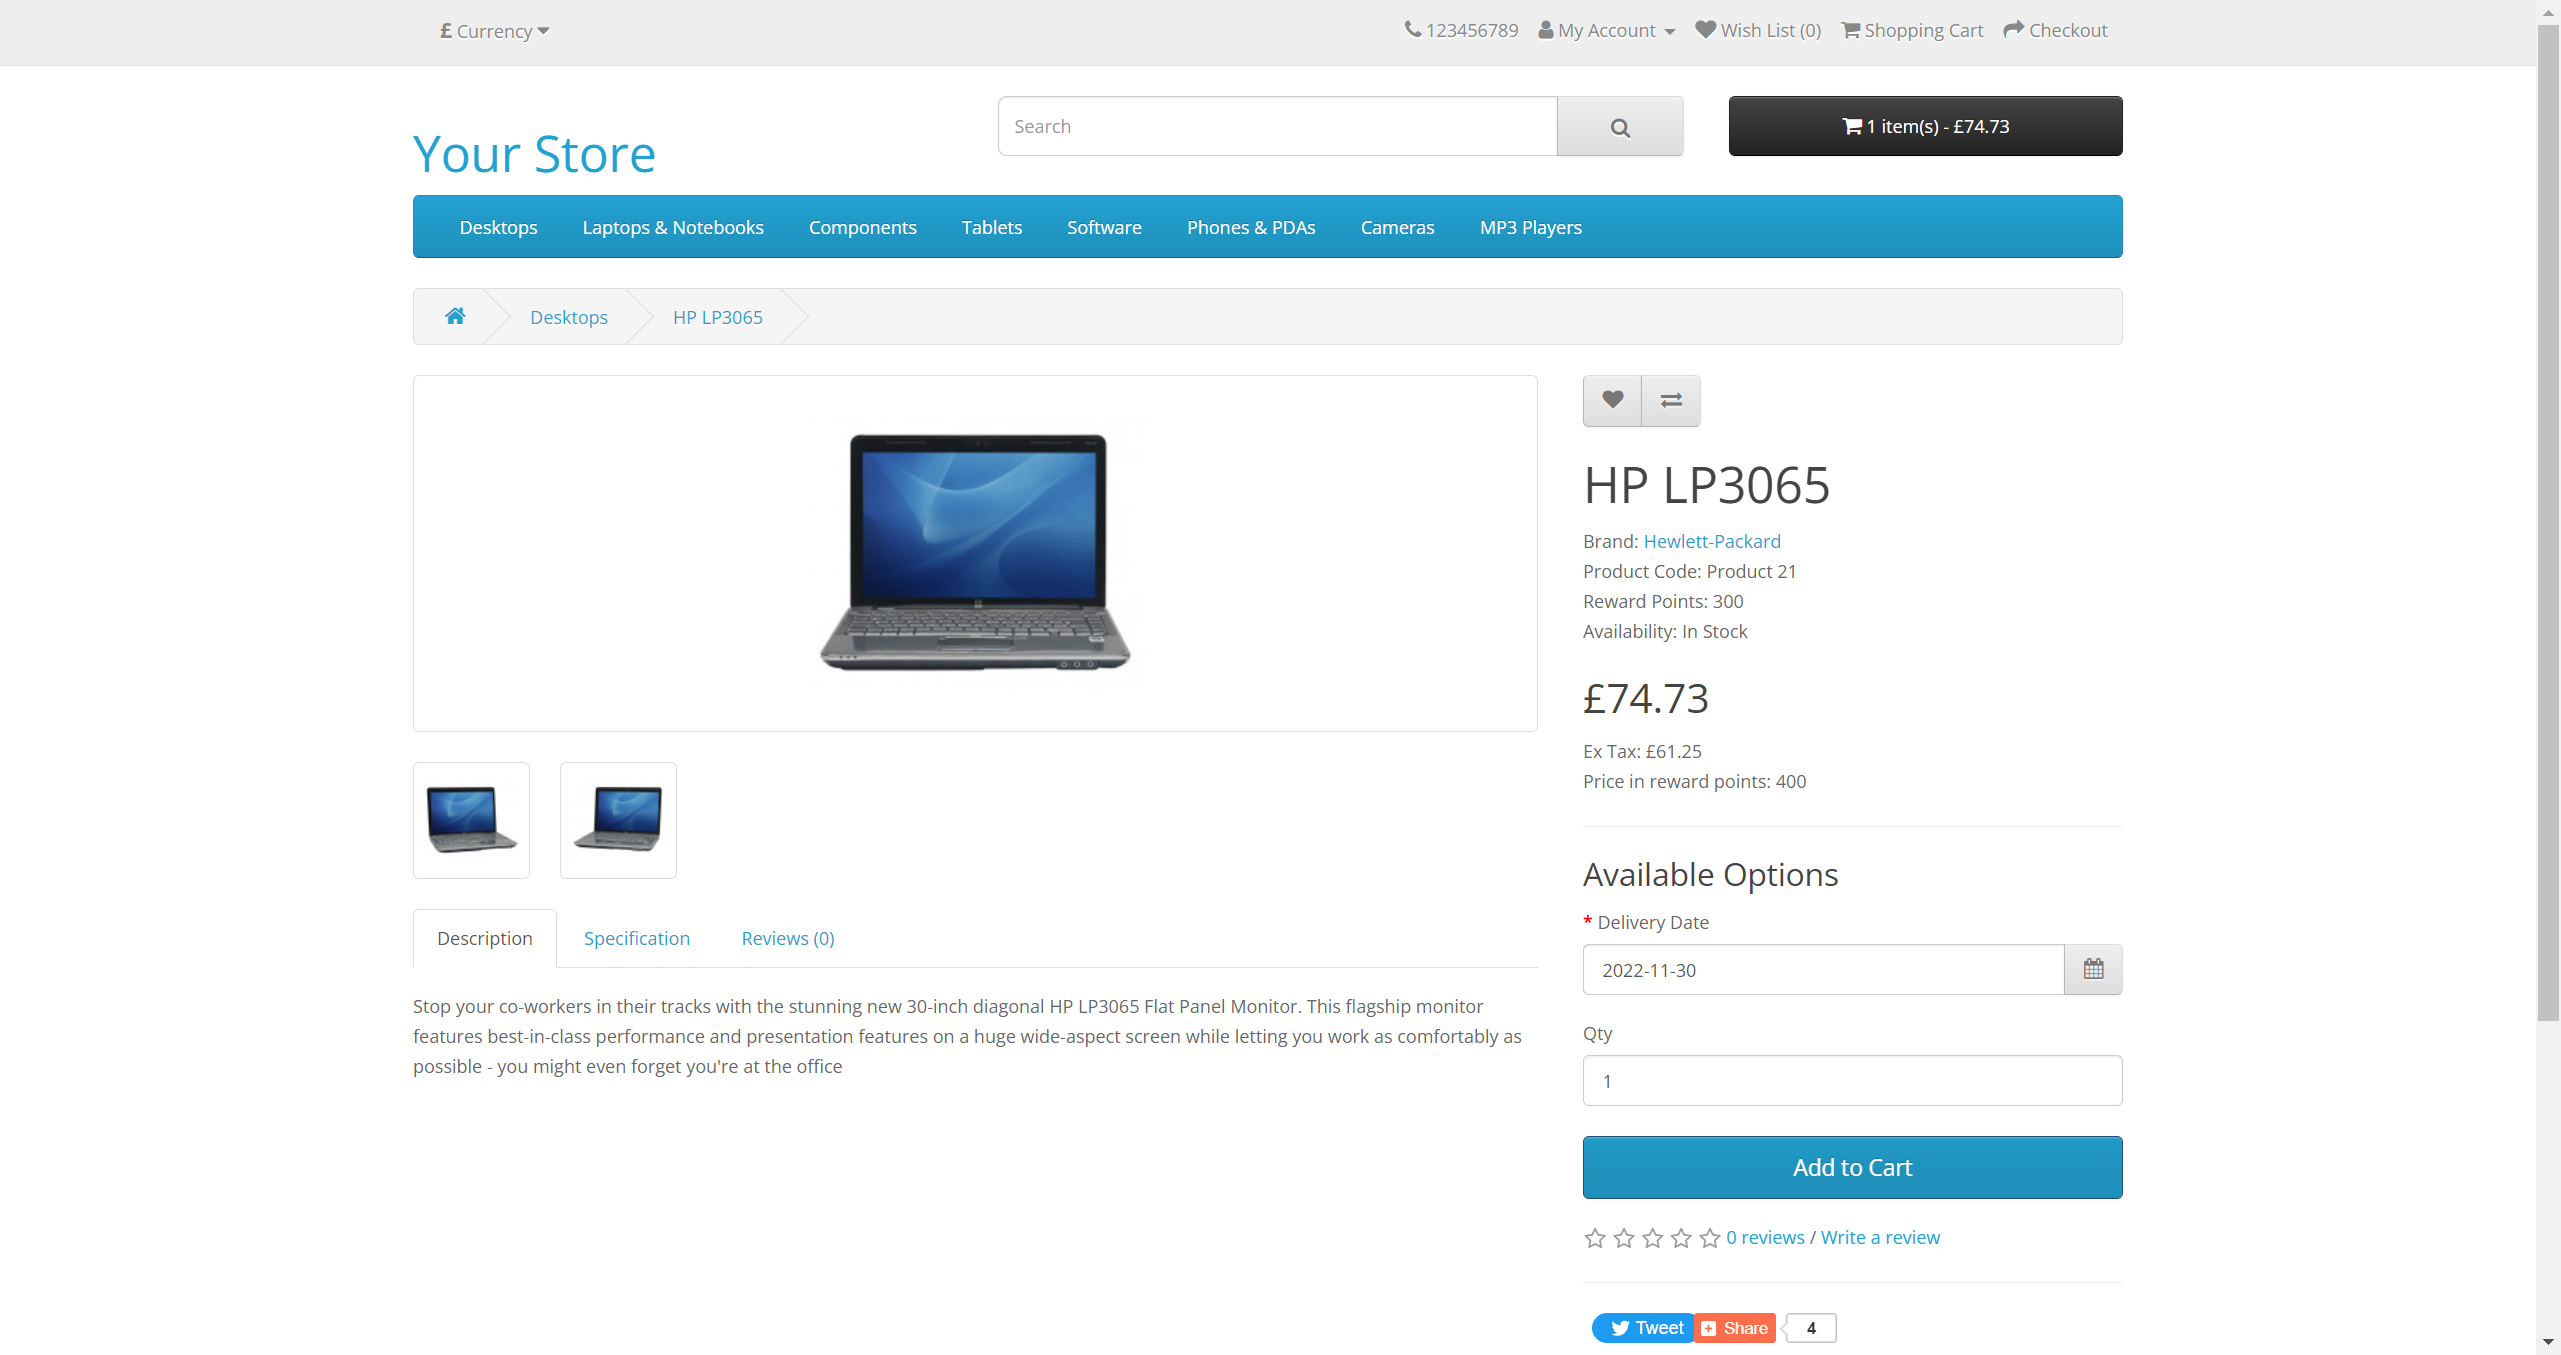 £ Currency
123456789 My Account Wish List (0) Shopping Cart Checkout
Your Store
Search
1 item(s) - £74.73
Desktops Laptops & Notebooks Components Tablets Software Phones & PDAs Cameras MP3 Players
Desktops HP LP3065
HP LP3065
Brand: Hewlett-Packard
Product Code: Product 21
Reward Points: 300
Availability: In Stock
£74.73
Ex Tax: £61.25
Price in reward points: 400
Available Options
* Delivery Date
2022-11-30
Qty
1
Add to Cart
0 reviews / Write a review
Tweet Share 4
Description Specification Reviews (0)
Stop your co-workers in their tracks with the stunning new 30-inch diagonal HP LP3065 Flat Panel Monitor. This flagship monitor
features best-in-class performance and presentation features on a huge wide-aspect screen while letting you work as comfortably as
possible - you might even forget you're at the office